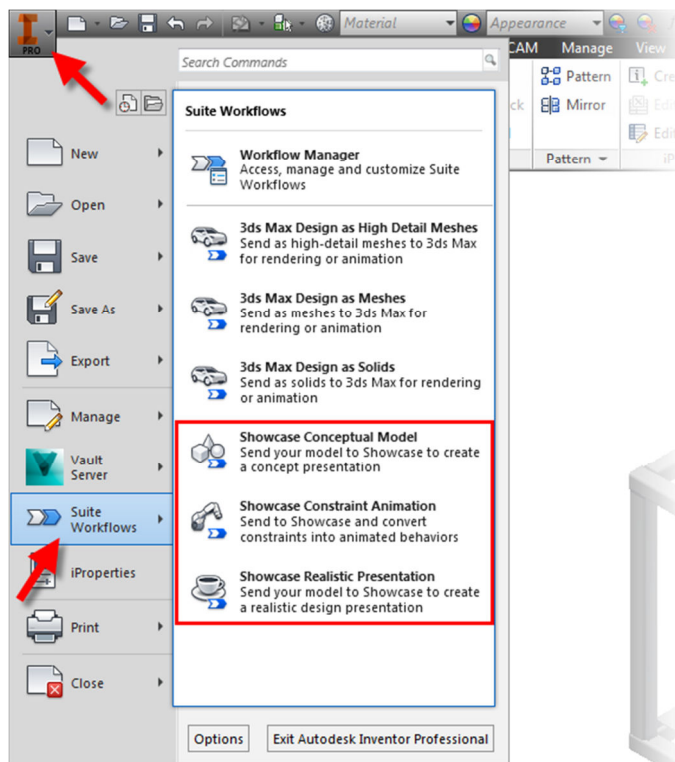 PRO
Material
Appearance
CAM
Manage
View
Search Commands
Pattern
Mirror
Pattern
Suite Workflows
Workflow Manager
Access, manage and customize Suite
Workflows
3ds Max Design as High Detail Meshes
Send as high-detail meshes to 3ds Max
for rendering or animation
3ds Max Design as Meshes
Send as meshes to 3ds Max for
rendering or animation
3ds Max Design as Solids
Send as solids to 3ds Max for rendering
or animation
Showcase Conceptual Model
Send your model to Showcase to create
a concept presentation
Showcase Constraint Animation
Send to Showcase and convert
constraints into animated behaviors
Showcase Realistic Presentation
Send your model to Showcase to create
a realistic design presentation
New
Open
Save
Save As
Export
Manage
Vault
Server
Suite
Workflows
iProperties
Print
Close
Options
Exit Autodesk Inventor Professional